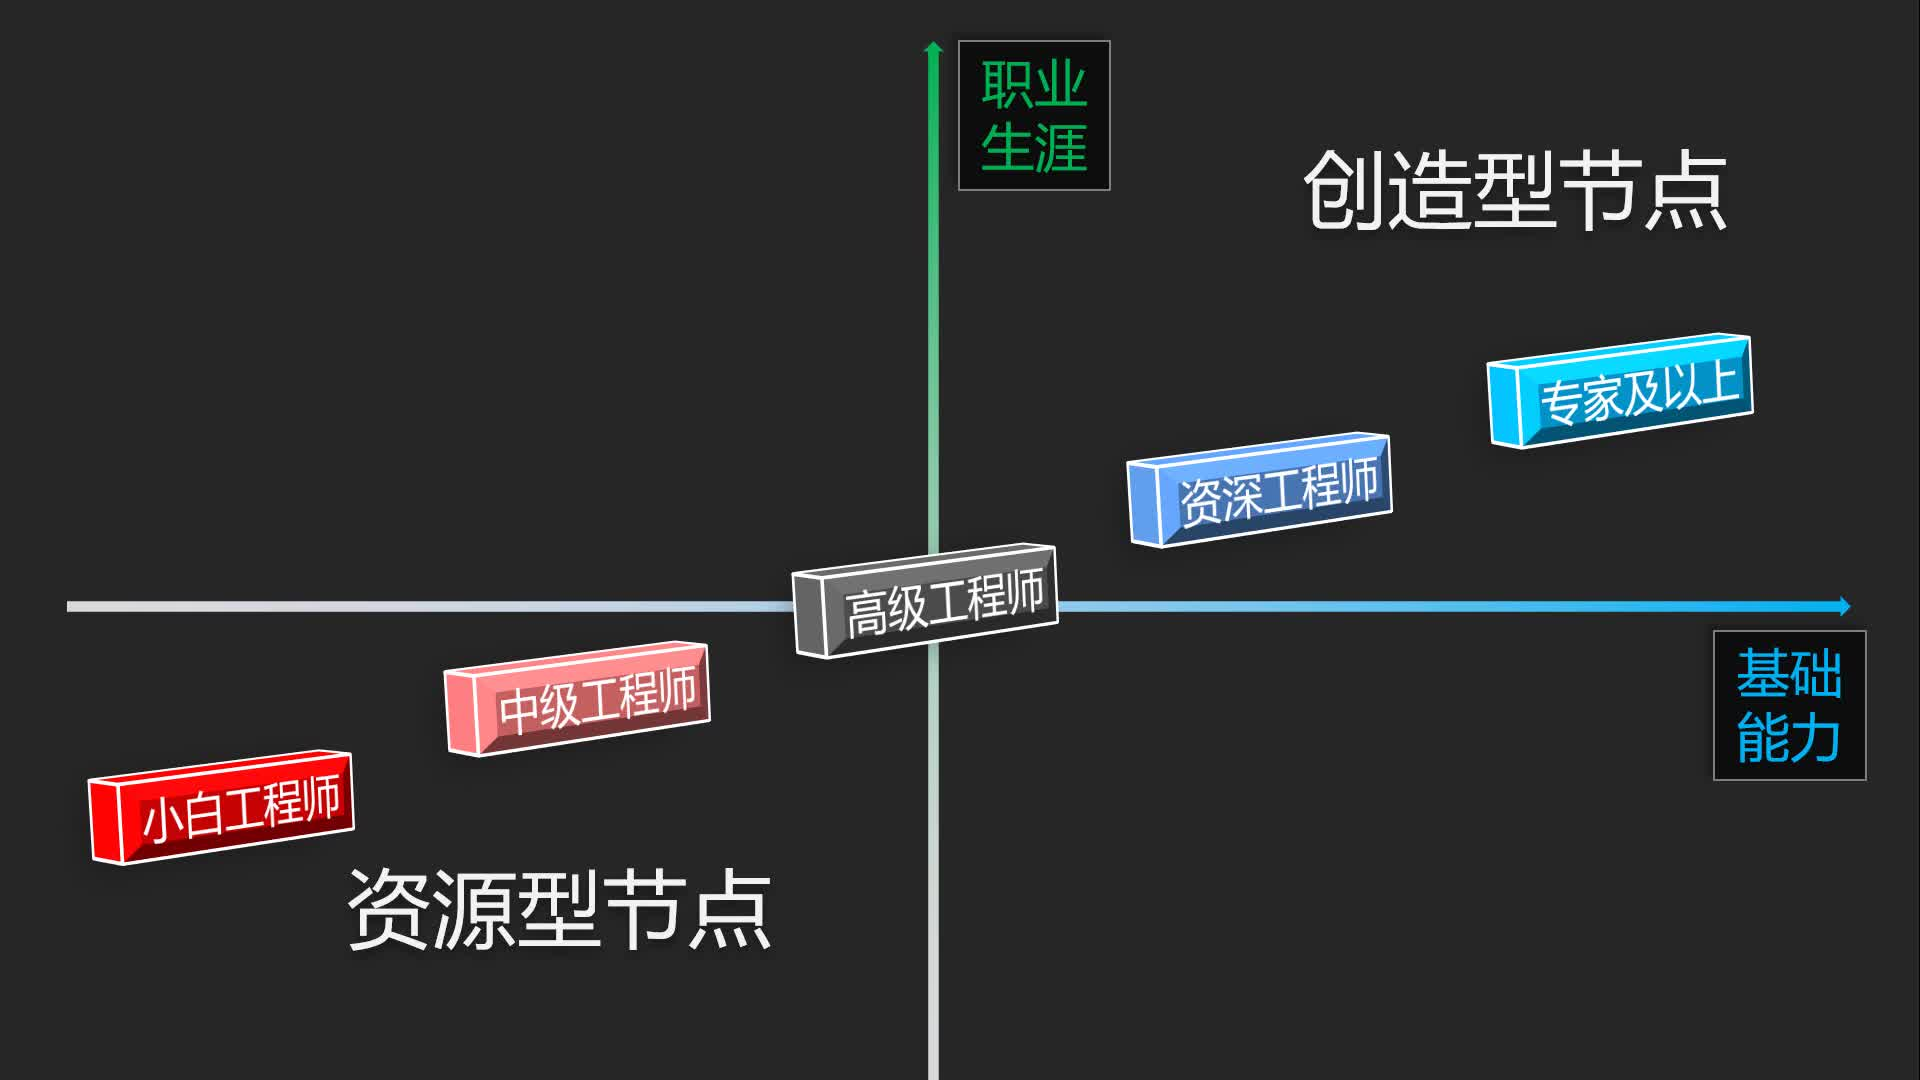 职业
生涯
创造型节点
专家及以上
资深工程师
高级工程师
基础
能力
中级工程师
小白工程师
资源型节点